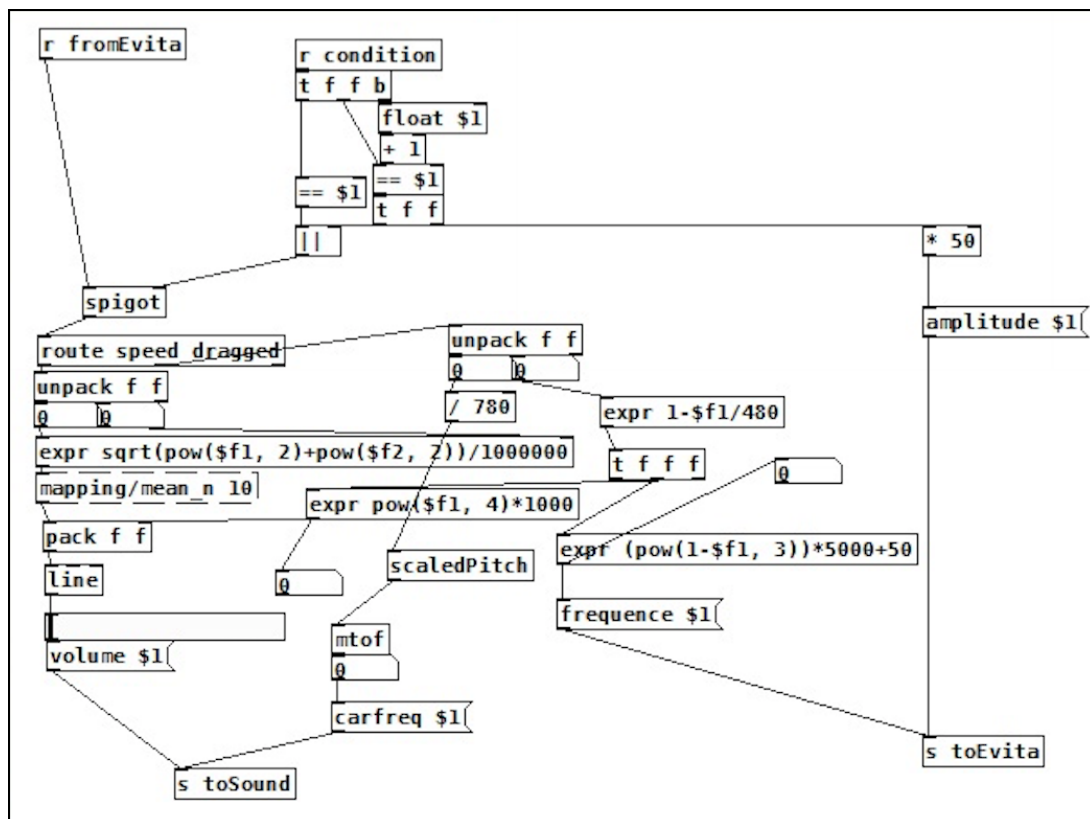 r fromEvita
r condition
t f f b
float $1
+ 1
== $1
== $1
t f f
||
* 50
spigot
amplitude $1
unpack f f
route speed dragged
0
0
unpack f f
/ 780
expr 1-$f1/480
0
0
expr sqrt(pow($f1, 2)+pow($f2, 2))/1000000
t f f f
0
mapping/mean_n 10
expr pow($f1, 4)*1000
pack f f
expr (pow(1-$f1, 3))*5000+50
scaledPitch
line
0
frequence $1
mtof
volume $1
0
carfreq $1
s toEvita
s toSound